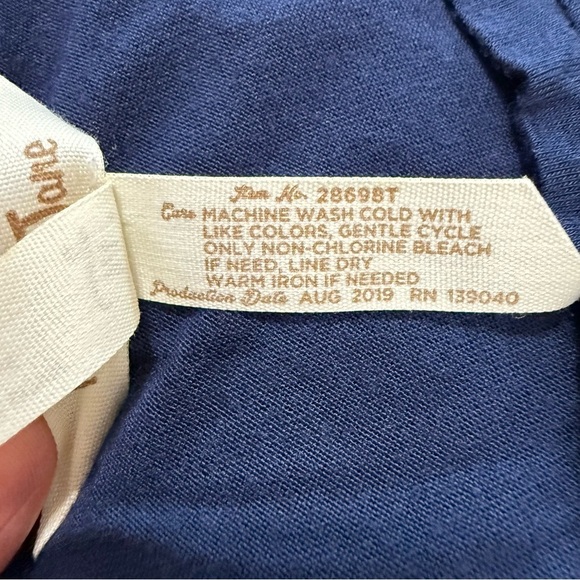 Jane
Item No. 28698T
Care MACHINE WASH COLD WITH
LIKE COLORS, GENTLE CYCLE
ONLY NON-CHLORINE BLEACH
IF NEED, LINE DRY
WARM IRON IF NEEDED
Production Date AUG 2019 RN 139040